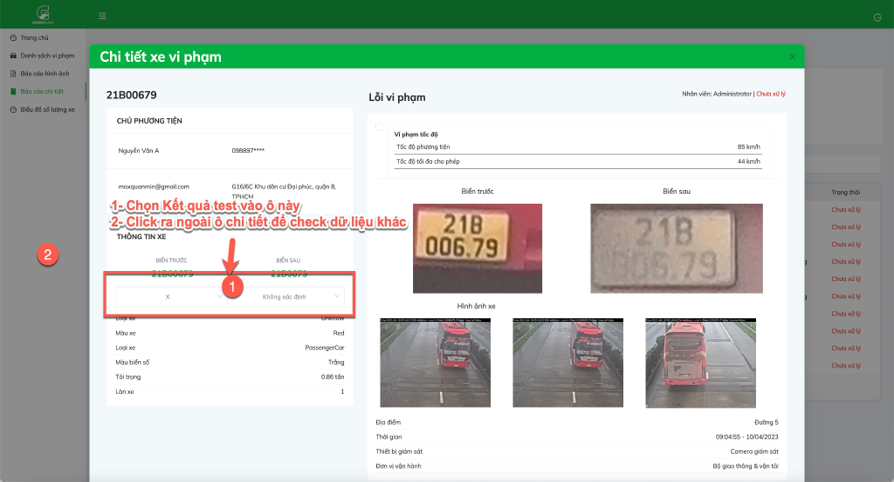 Trang chủ
Danh sách vi phạm
Báo cáo hình ảnh
Báo cáo chi tiết
Biểu đồ số lượng xe
Chi tiết xe vi phạm
21B00679
CHỦ PHƯƠNG TIỆN
Nguyễn Văn A 098897****
maxquanmin@gmail.com G16/6C Khu dân cư Đại phúc, quận 8, TPHCM
1- Chọn Kết quả test vào ô này
2- Click ra ngoài ô chi tiết để check dữ liệu khác
THÔNG TIN XE
BIỂN TRƯỚC BIỂN SAU
21B00679 21B00679
1
2
X Không xác định
Loại xe Unknow
Màu xe Red
Loại xe PassengerCar
Màu biển số Trắng
Tải trọng 0.86 tấn
Làn xe 1
Lỗi vi phạm
Nhân viên: Administrator | Chưa xử lý
Vi phạm tốc độ
Tốc độ phương tiện 85 km/h
Tốc độ tối đa cho phép 44 km/h
Biển trước Biển sau
21B
006.79
21B
006.79
Hình ảnh xe
Địa điểm Đường 5
Thời gian 09:04:55 - 10/04/2023
Thiết bị giám sát Camera giám sát
Đơn vị vận hành Bộ giao thông & vận tải
Trạng thái
Chưa xử lý
Chưa xử lý
Chưa xử lý
Chưa xử lý
Chưa xử lý
Chưa xử lý
Chưa xử lý
Chưa xử lý
Chưa xử lý
Chưa xử lý